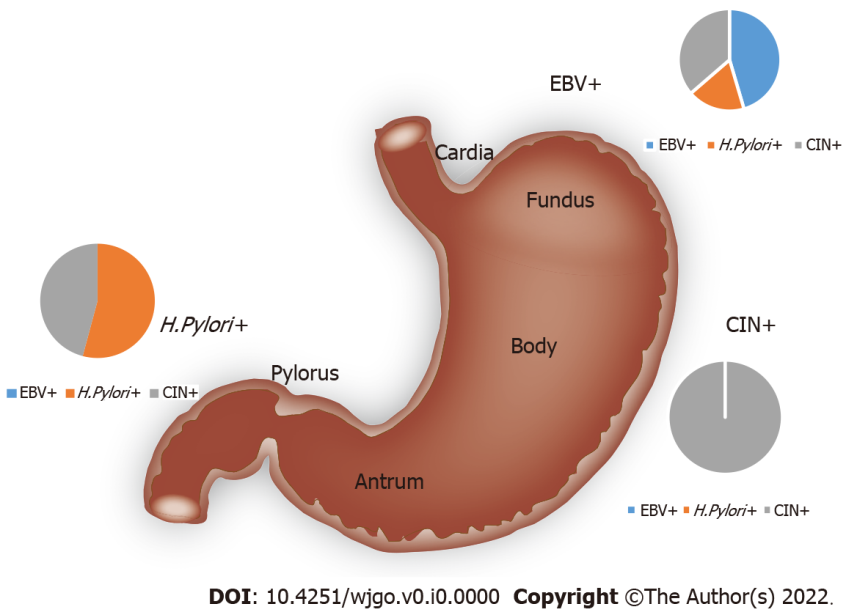 EBV+
EBV+ H.Pylori+ CIN+
Cardia
Fundus
H.Pylori+
CIN+
Body
Pylorus
EBV+ H.Pylori+ CIN+
Antrum
EBV+ H.Pylori+ CIN+
DOI: 10.4251/wjgo.v0.i0.0000 Copyright ©The Author(s) 2022.